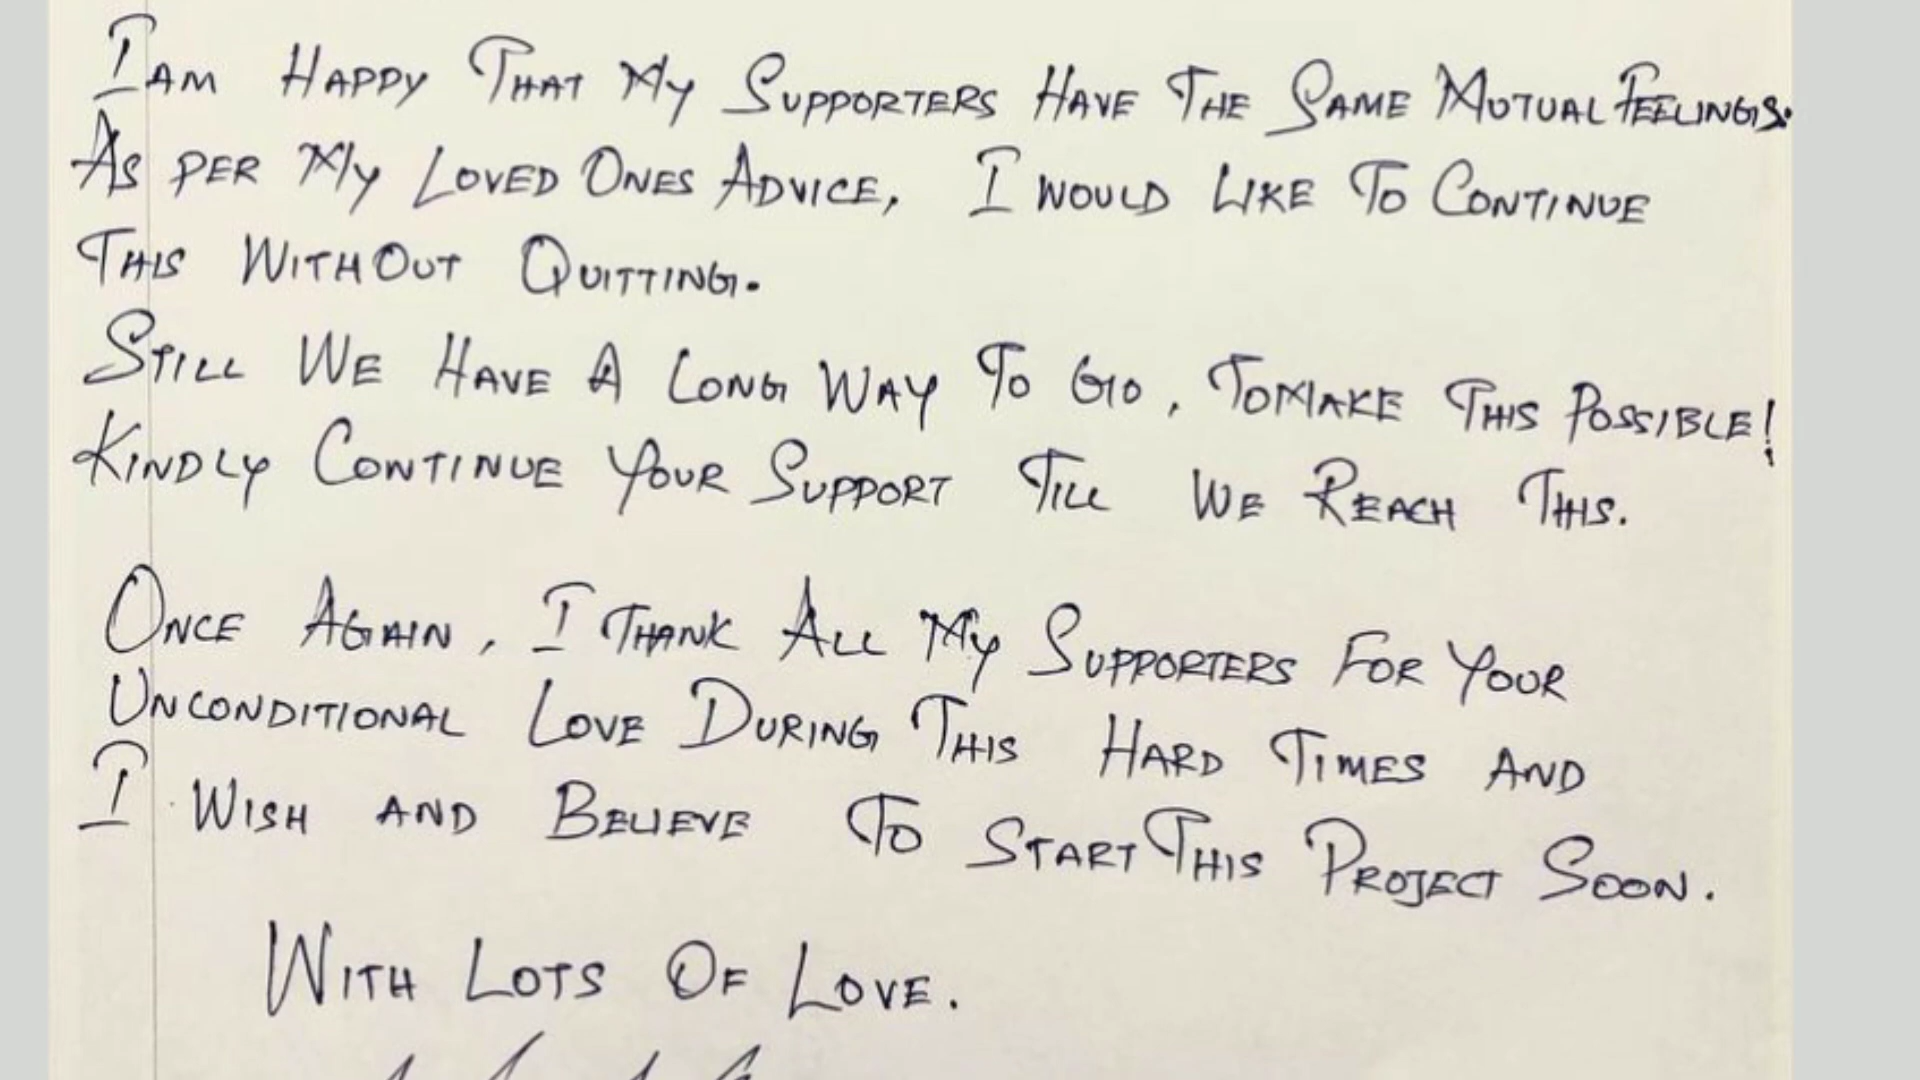 I AM HAPPY THAT MY SUPPORTERS HAVE THE SAME MUTUAL FEELINGS.
AS PER MY LOVED ONES ADVICE, I WOULD LIKE TO CONTINUE
THIS WITHOUT QUITTING.
STILL WE HAVE A LONG WAY TO GO, TO MAKE THIS POSSIBLE!
KINDLY CONTINUE YOUR SUPPORT TILL WE REACH THIS.
ONCE AGAIN, I THANK ALL MY SUPPORTERS FOR YOUR
UNCONDITIONAL LOVE DURING THIS HARD TIMES AND
I WISH AND BELIEVE TO START THIS PROJECT SOON.
WITH LOTS OF LOVE.